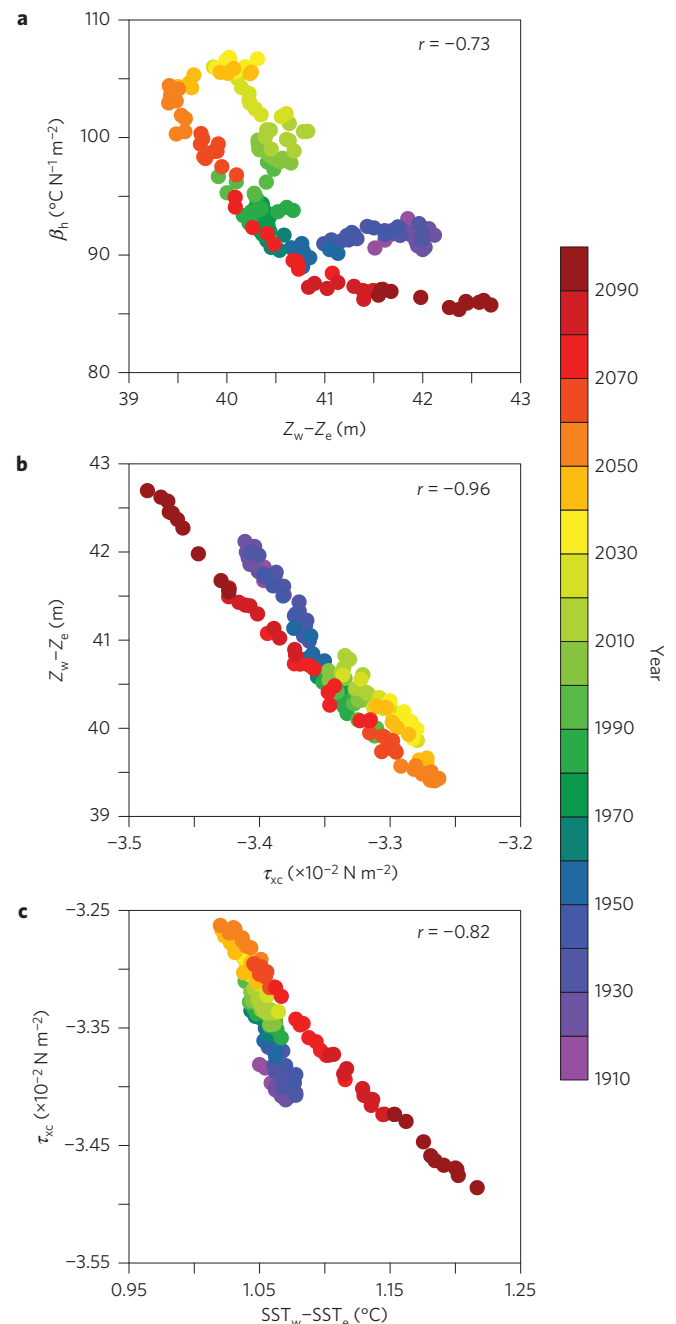 a
110
100
90
80
β_h (°C N⁻¹ m⁻²)
r = −0.73
39 40 41 42 43
Z_w−Z_e (m)
b
43
42
41
40
39
Z_w−Z_e (m)
r = −0.96
−3.5 −3.4 −3.3 −3.2
τ_xc (×10⁻² N m⁻²)
c
−3.25
−3.35
−3.45
−3.55
τ_xc (×10⁻² N m⁻²)
r = −0.82
0.95 1.05 1.15 1.25
SST_w−SST_e (°C)
2090
2070
2050
2030
2010
1990
1970
1950
1930
1910
Year